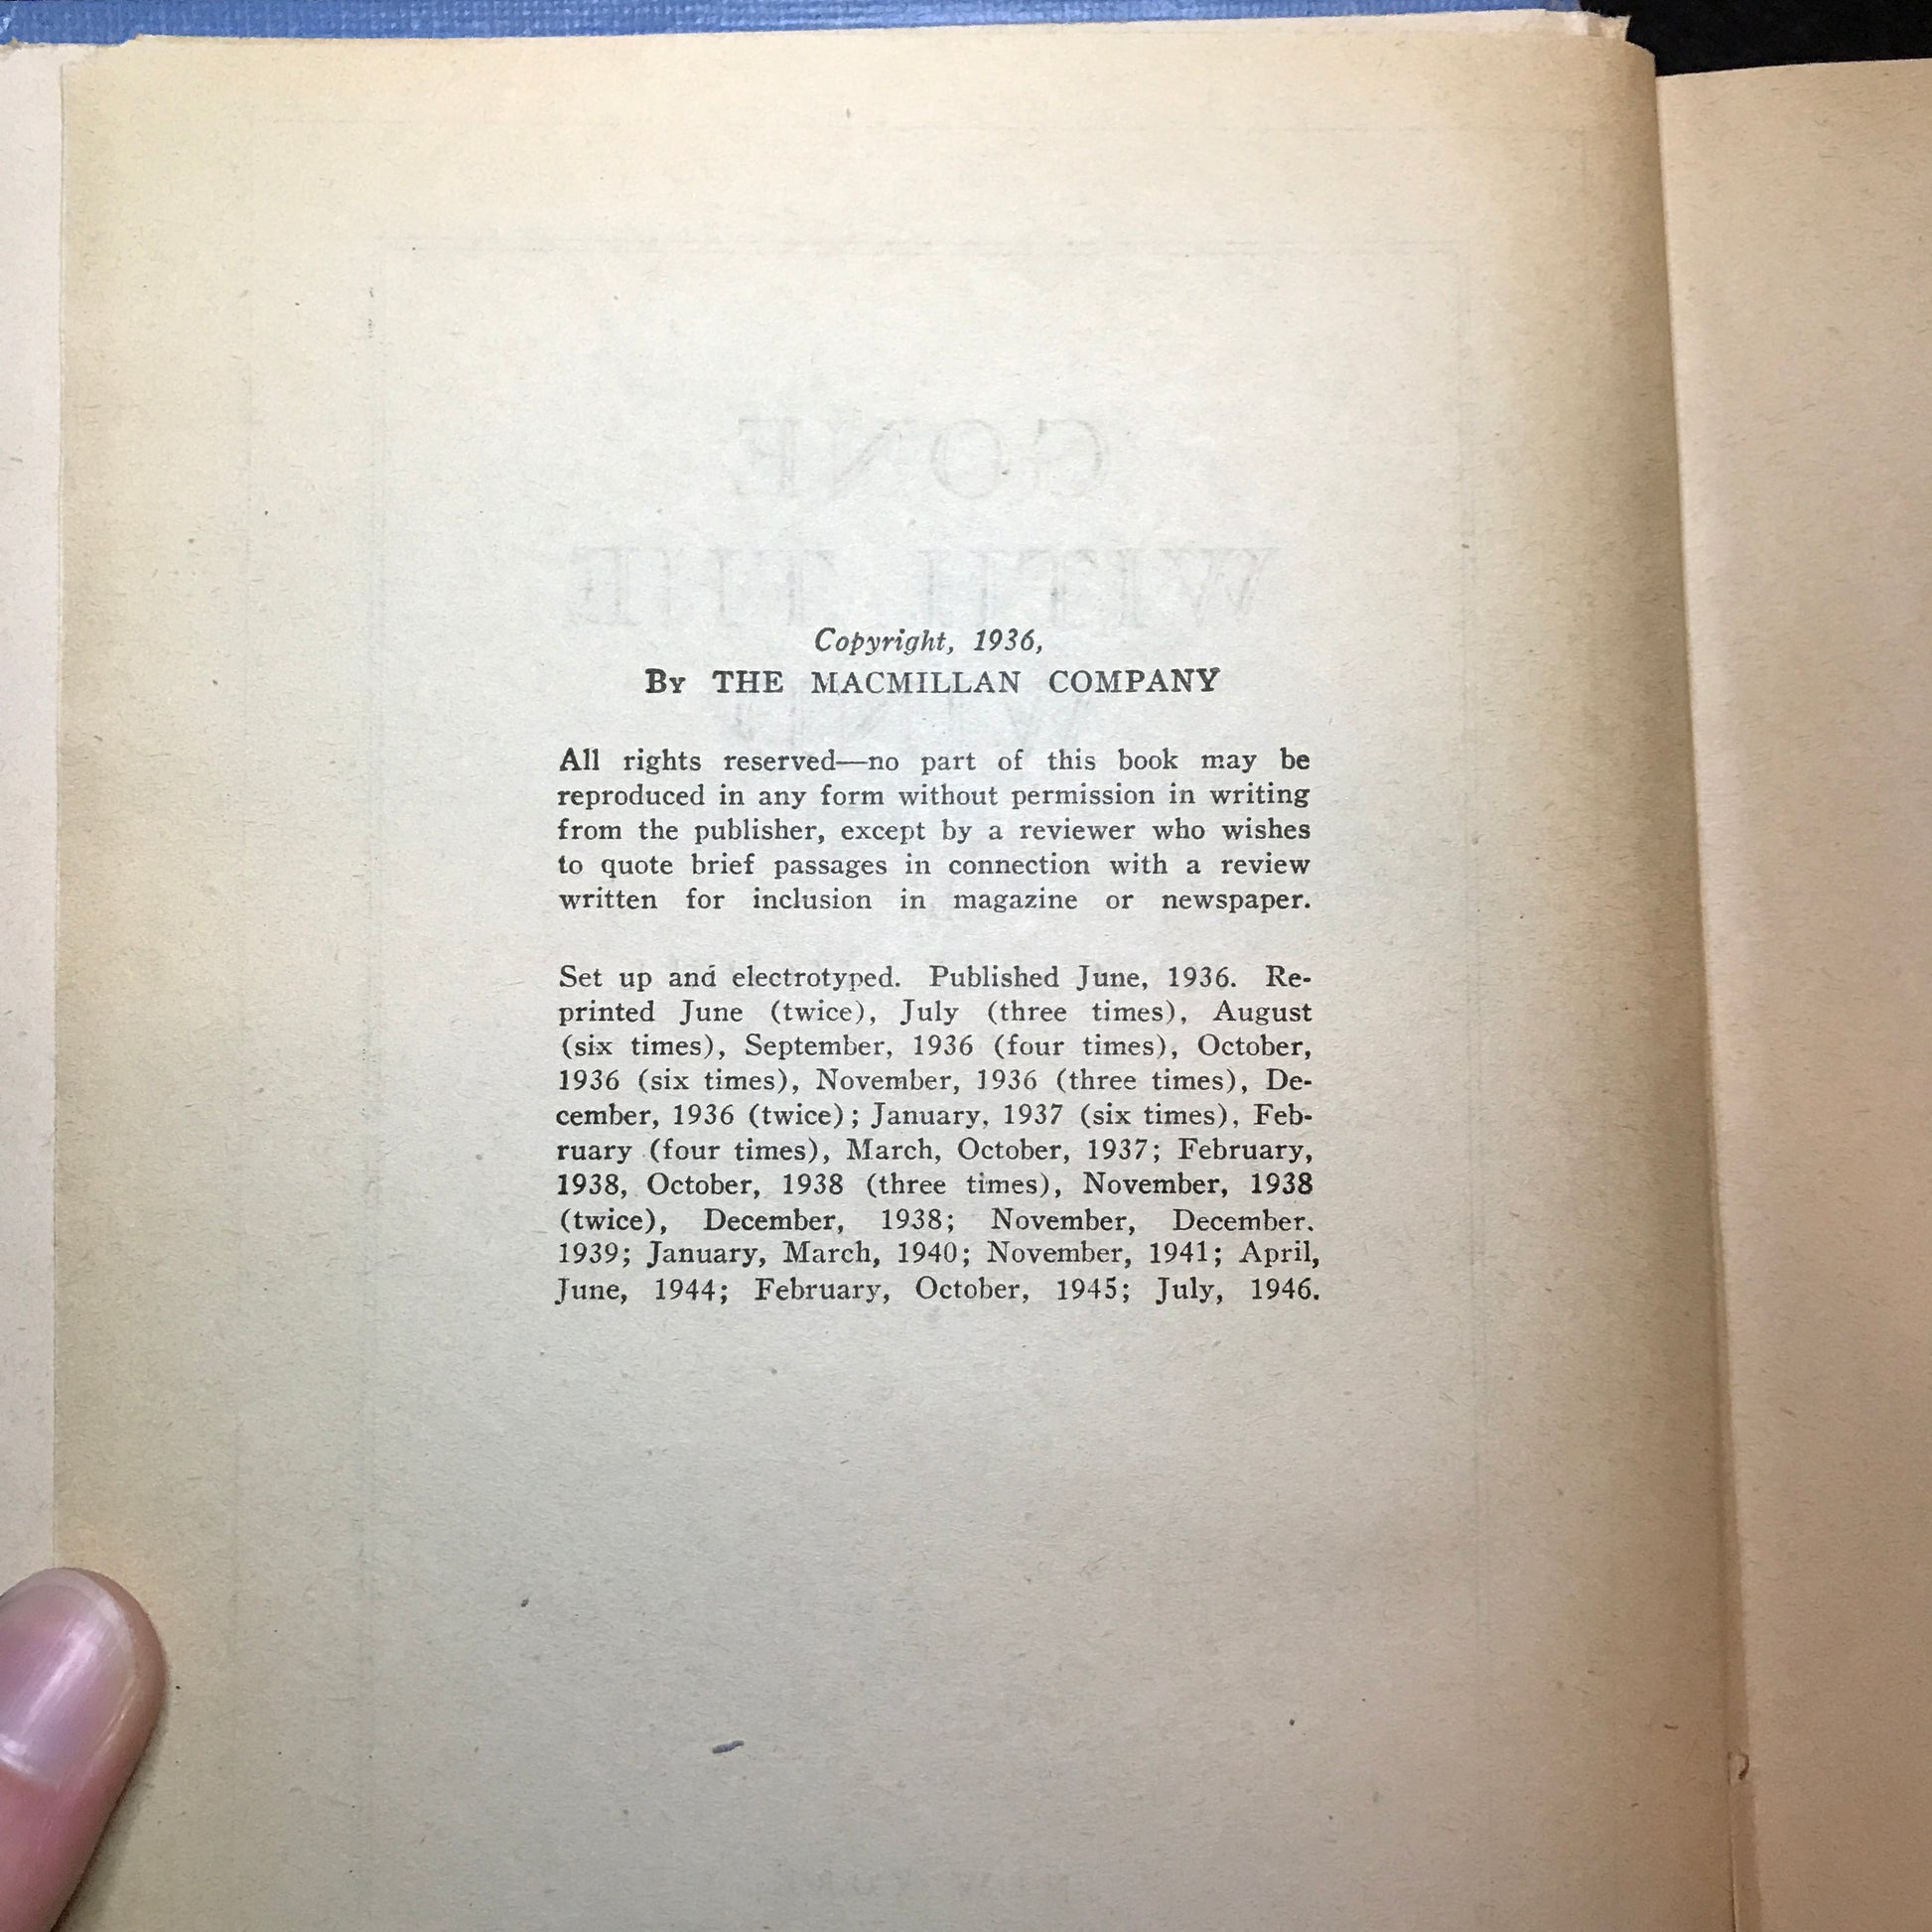 GONE
WITH THE
WIND
Copyright, 1936,
By THE MACMILLAN COMPANY
All rights reserved—no part of this book may be
reproduced in any form without permission in writing
from the publisher, except by a reviewer who wishes
to quote brief passages in connection with a review
written for inclusion in magazine or newspaper.
Set up and electrotyped. Published June, 1936. Re-
printed June (twice), July (three times), August
(six times), September, 1936 (four times), October,
1936 (six times), November, 1936 (three times), De-
cember, 1936 (twice); January, 1937 (six times), Feb-
ruary (four times), March, October, 1937; February,
1938, October, 1938 (three times), November, 1938
(twice), December, 1938; November, December.
1939; January, March, 1940; November, 1941; April,
June, 1944; February, October, 1945; July, 1946.
NEW YORK